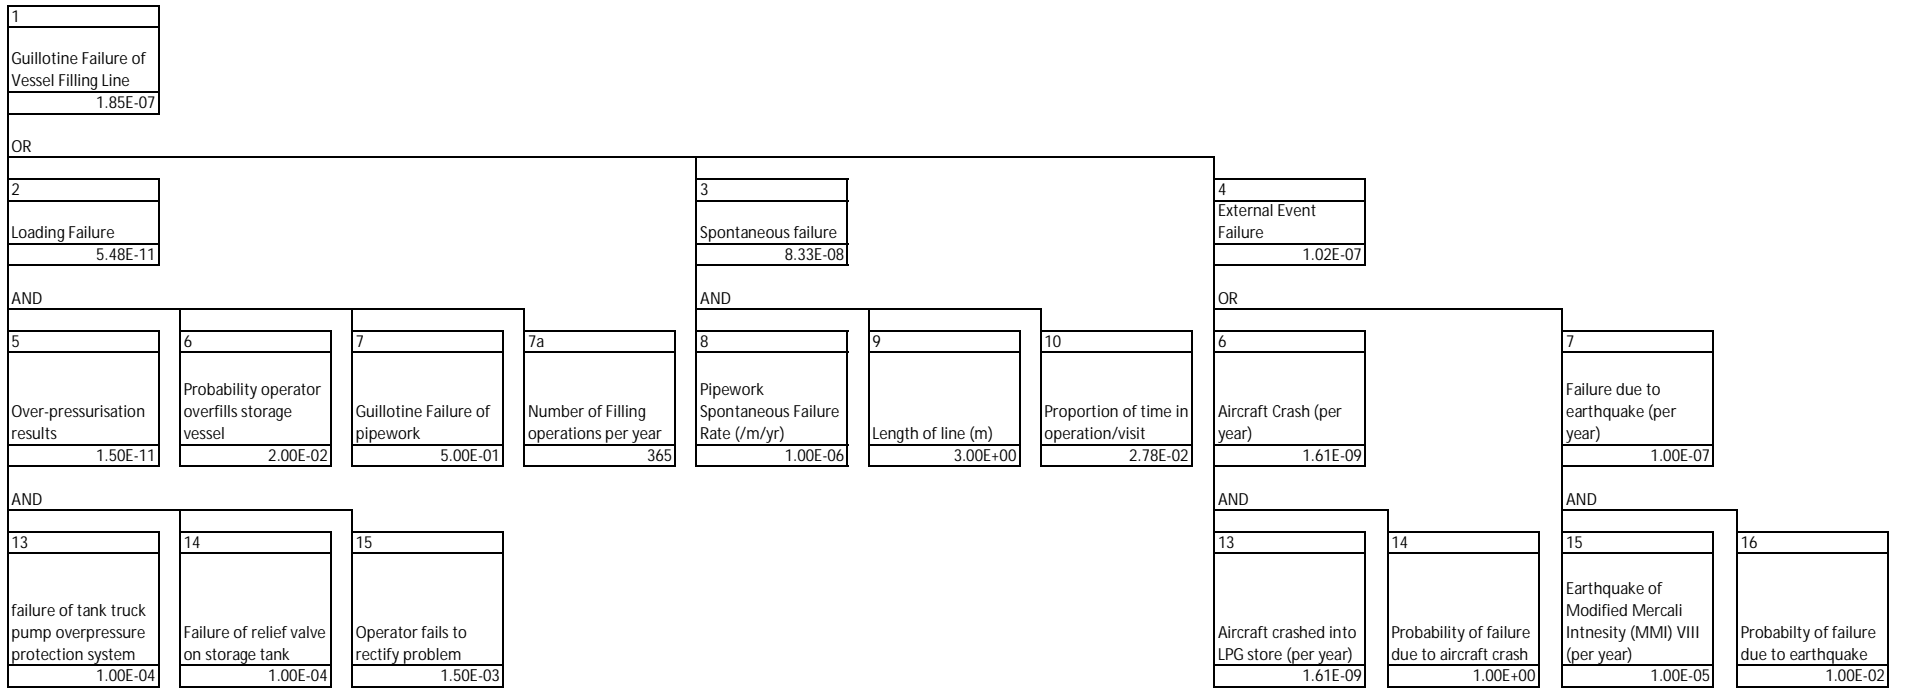 1
Guillotine Failure of
Vessel Filling Line
1.85E-07
OR
2
Loading Failure
5.48E-11
3
Spontaneous failure
8.33E-08
4
External Event
Failure
1.02E-07
AND
AND
OR
5
Over-pressurisation
results
1.50E-11
6
Probability operator
overfills storage
vessel
2.00E-02
7
Guillotine Failure of
pipework
5.00E-01
7a
Number of Filling
operations per year
365
8
Pipework
Spontaneous Failure
Rate (/m/yr)
1.00E-06
9
Length of line (m)
3.00E+00
10
Proportion of time in
operation/visit
2.78E-02
6
Aircraft Crash (per
year)
1.61E-09
7
Failure due to
earthquake (per
year)
1.00E-07
AND
AND
AND
13
failure of tank truck
pump overpressure
protection system
1.00E-04
14
Failure of relief valve
on storage tank
1.00E-04
15
Operator fails to
rectify problem
1.50E-03
13
Aircraft crashed into
LPG store (per year)
1.61E-09
14
Probability of failure
due to aircraft crash
1.00E+00
15
Earthquake of
Modified Mercali
Intnesity (MMI) VIII
(per year)
1.00E-05
16
Probabilty of failure
due to earthquake
1.00E-02